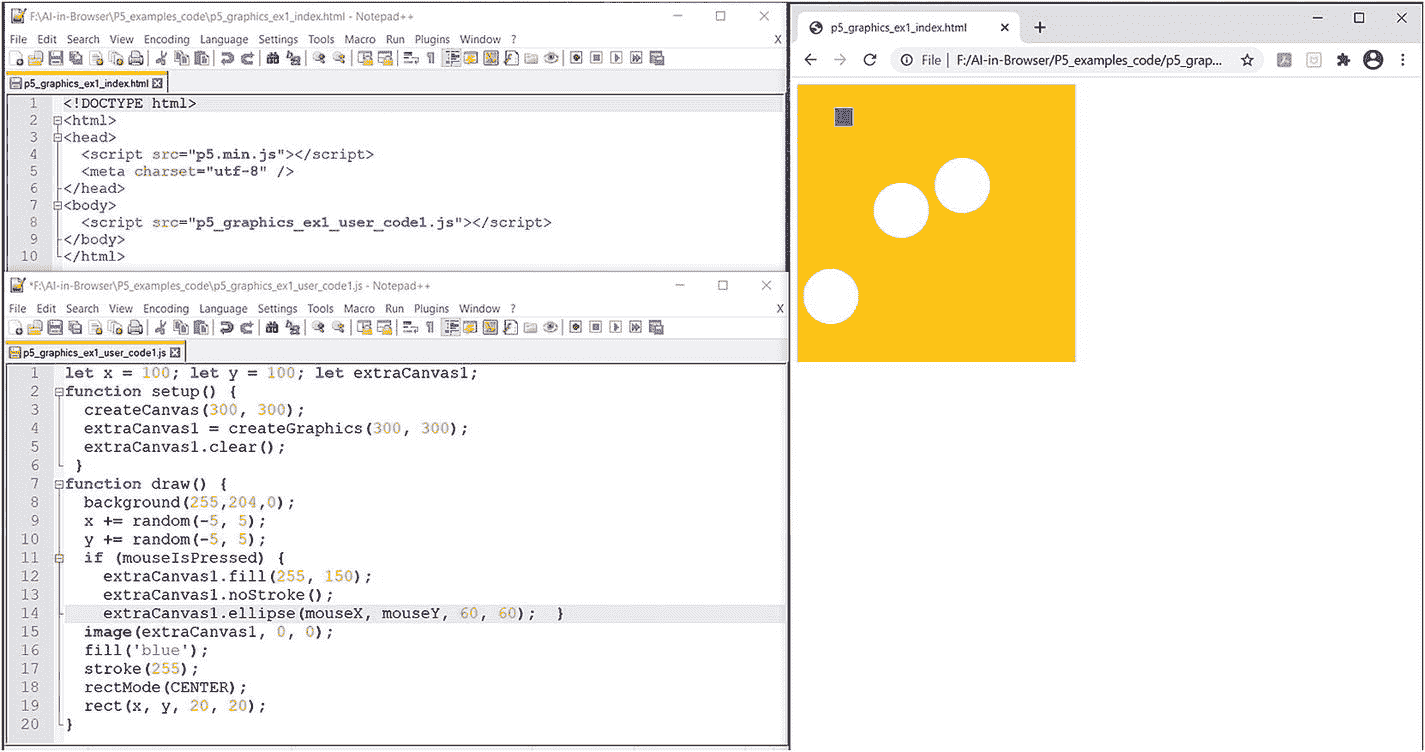 F:\AI-in-Browser\P5_examples_code\p5_graphics_ex1_index.html - Notepad++
File Edit Search View Encoding Language Settings Tools Macro Run Plugins Window ? X
p5_graphics_ex1_index.html
1 <!DOCTYPE html>
2 <html>
3 <head>
4 <script src="p5.min.js"></script>
5 <meta charset="utf-8" />
6 </head>
7 <body>
8 <script src="p5_graphics_ex1_user_code1.js"></script>
9 </body>
10 </html>
*F:\AI-in-Browser\P5_examples_code\p5_graphics_ex1_user_code1.js - Notepad++
File Edit Search View Encoding Language Settings Tools Macro Run Plugins Window ? X
p5_graphics_ex1_user_code1.js
1 let x = 100; let y = 100; let extraCanvas1;
2 function setup() {
3 createCanvas(300, 300);
4 extraCanvas1 = createGraphics(300, 300);
5 extraCanvas1.clear();
6 }
7 function draw() {
8 background(255,204,0);
9 x += random(-5, 5);
10 y += random(-5, 5);
11 if (mouseIsPressed) {
12 extraCanvas1.fill(255, 150);
13 extraCanvas1.noStroke();
14 extraCanvas1.ellipse(mouseX, mouseY, 60, 60); }
15 image(extraCanvas1, 0, 0);
16 fill('blue');
17 stroke(255);
18 rectMode(CENTER);
19 rect(x, y, 20, 20);
20 }
p5_graphics_ex1_index.html
File F:/AI-in-Browser/P5_examples_code/p5_grap...